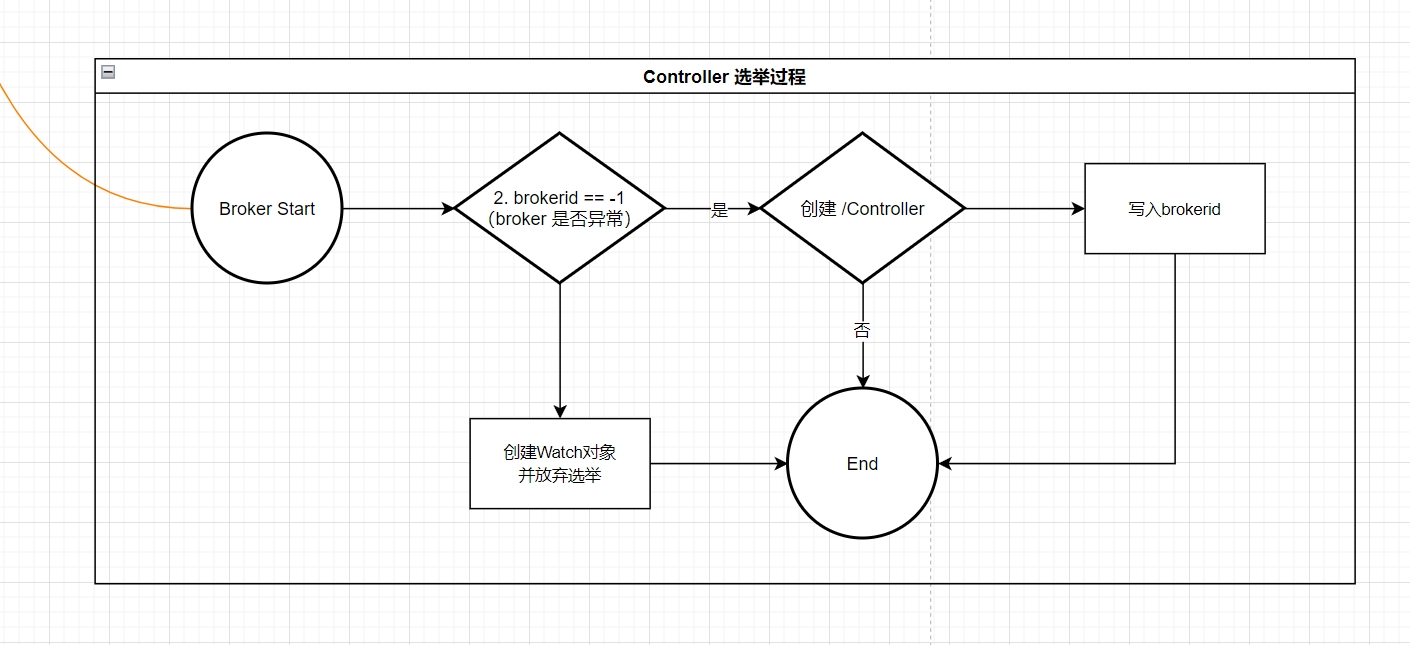 Controller 选举过程
Broker Start
2. brokerid == -1
（broker 是否异常）
是
创建 /Controller
写入brokerid
否
创建Watch对象
并放弃选举
End